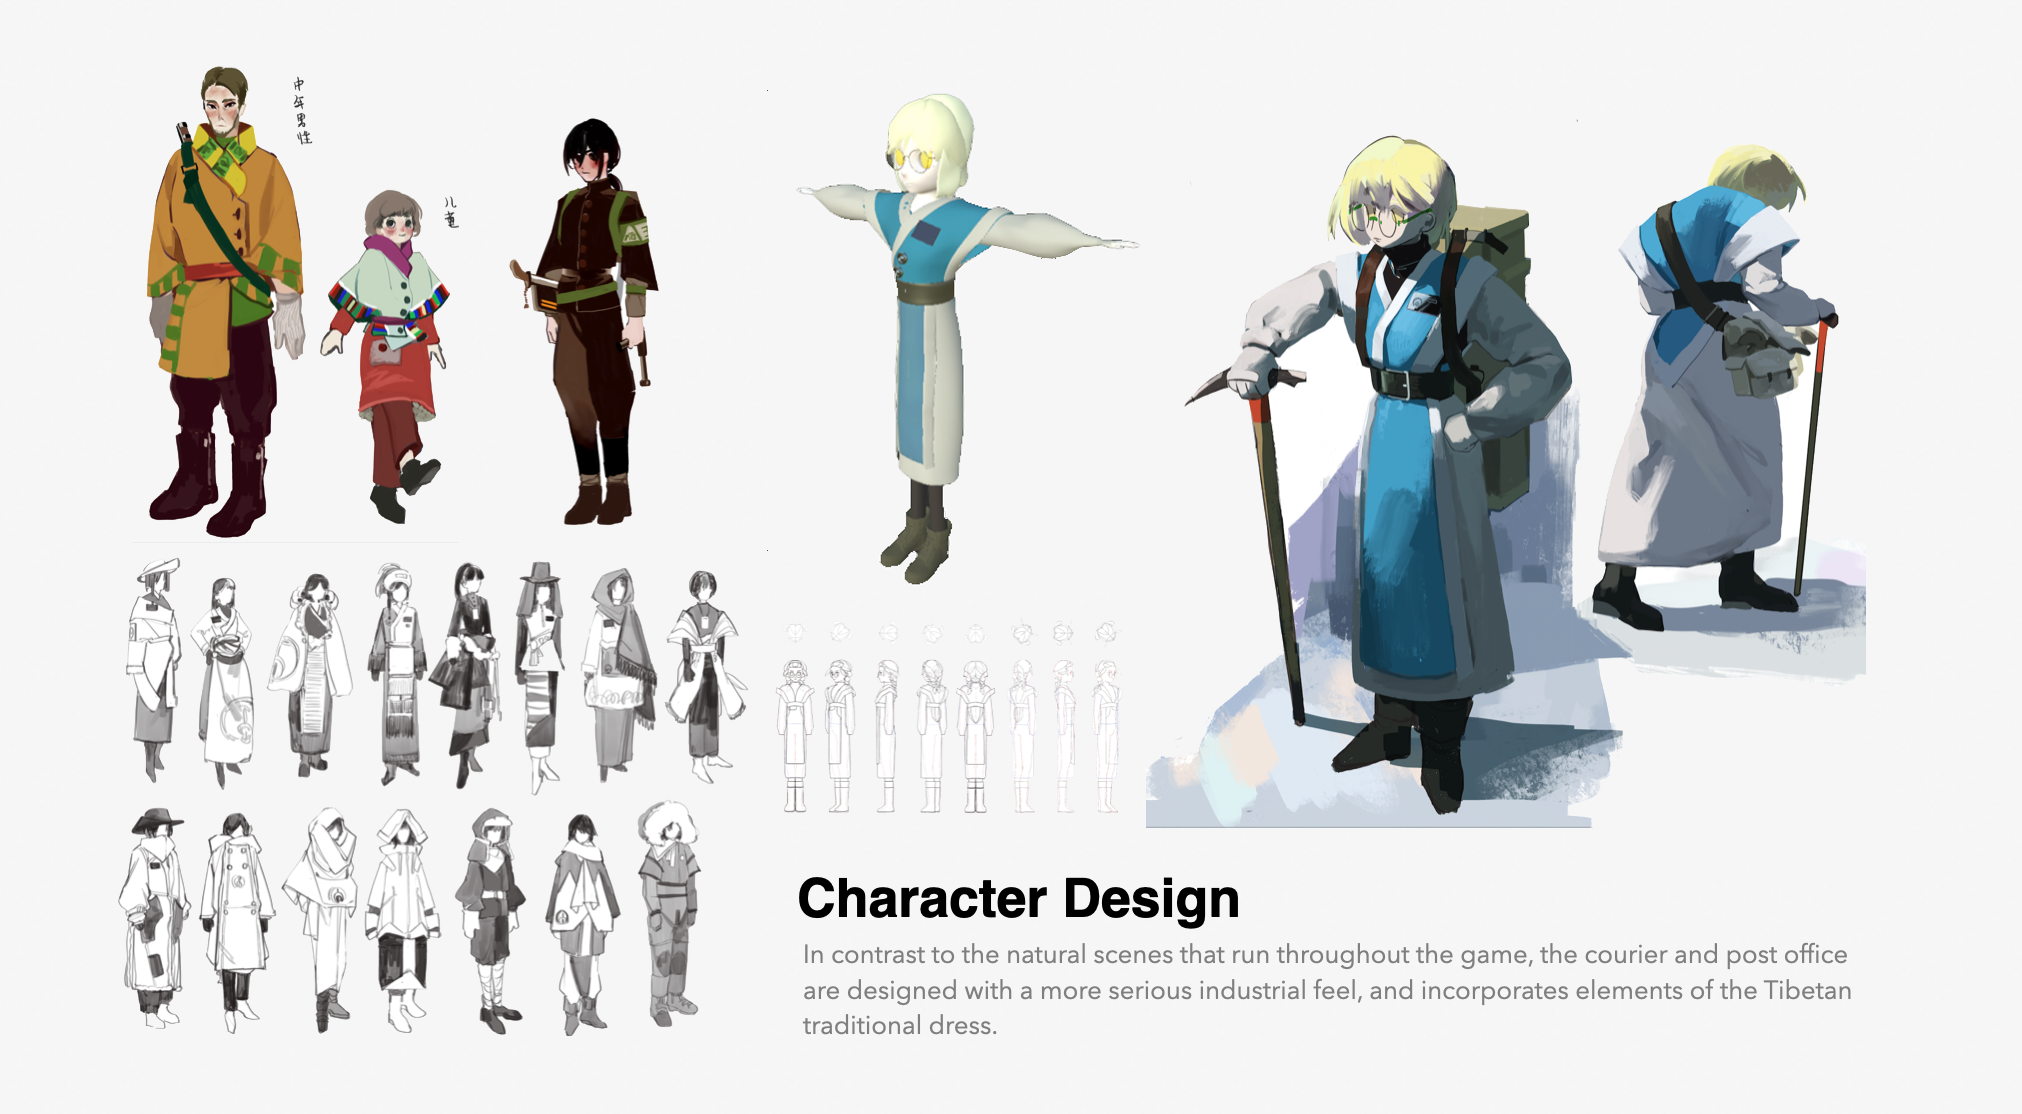 中年男性
儿童
Character Design
In contrast to the natural scenes that run throughout the game, the courier and post office
are designed with a more serious industrial feel, and incorporates elements of the Tibetan
traditional dress.